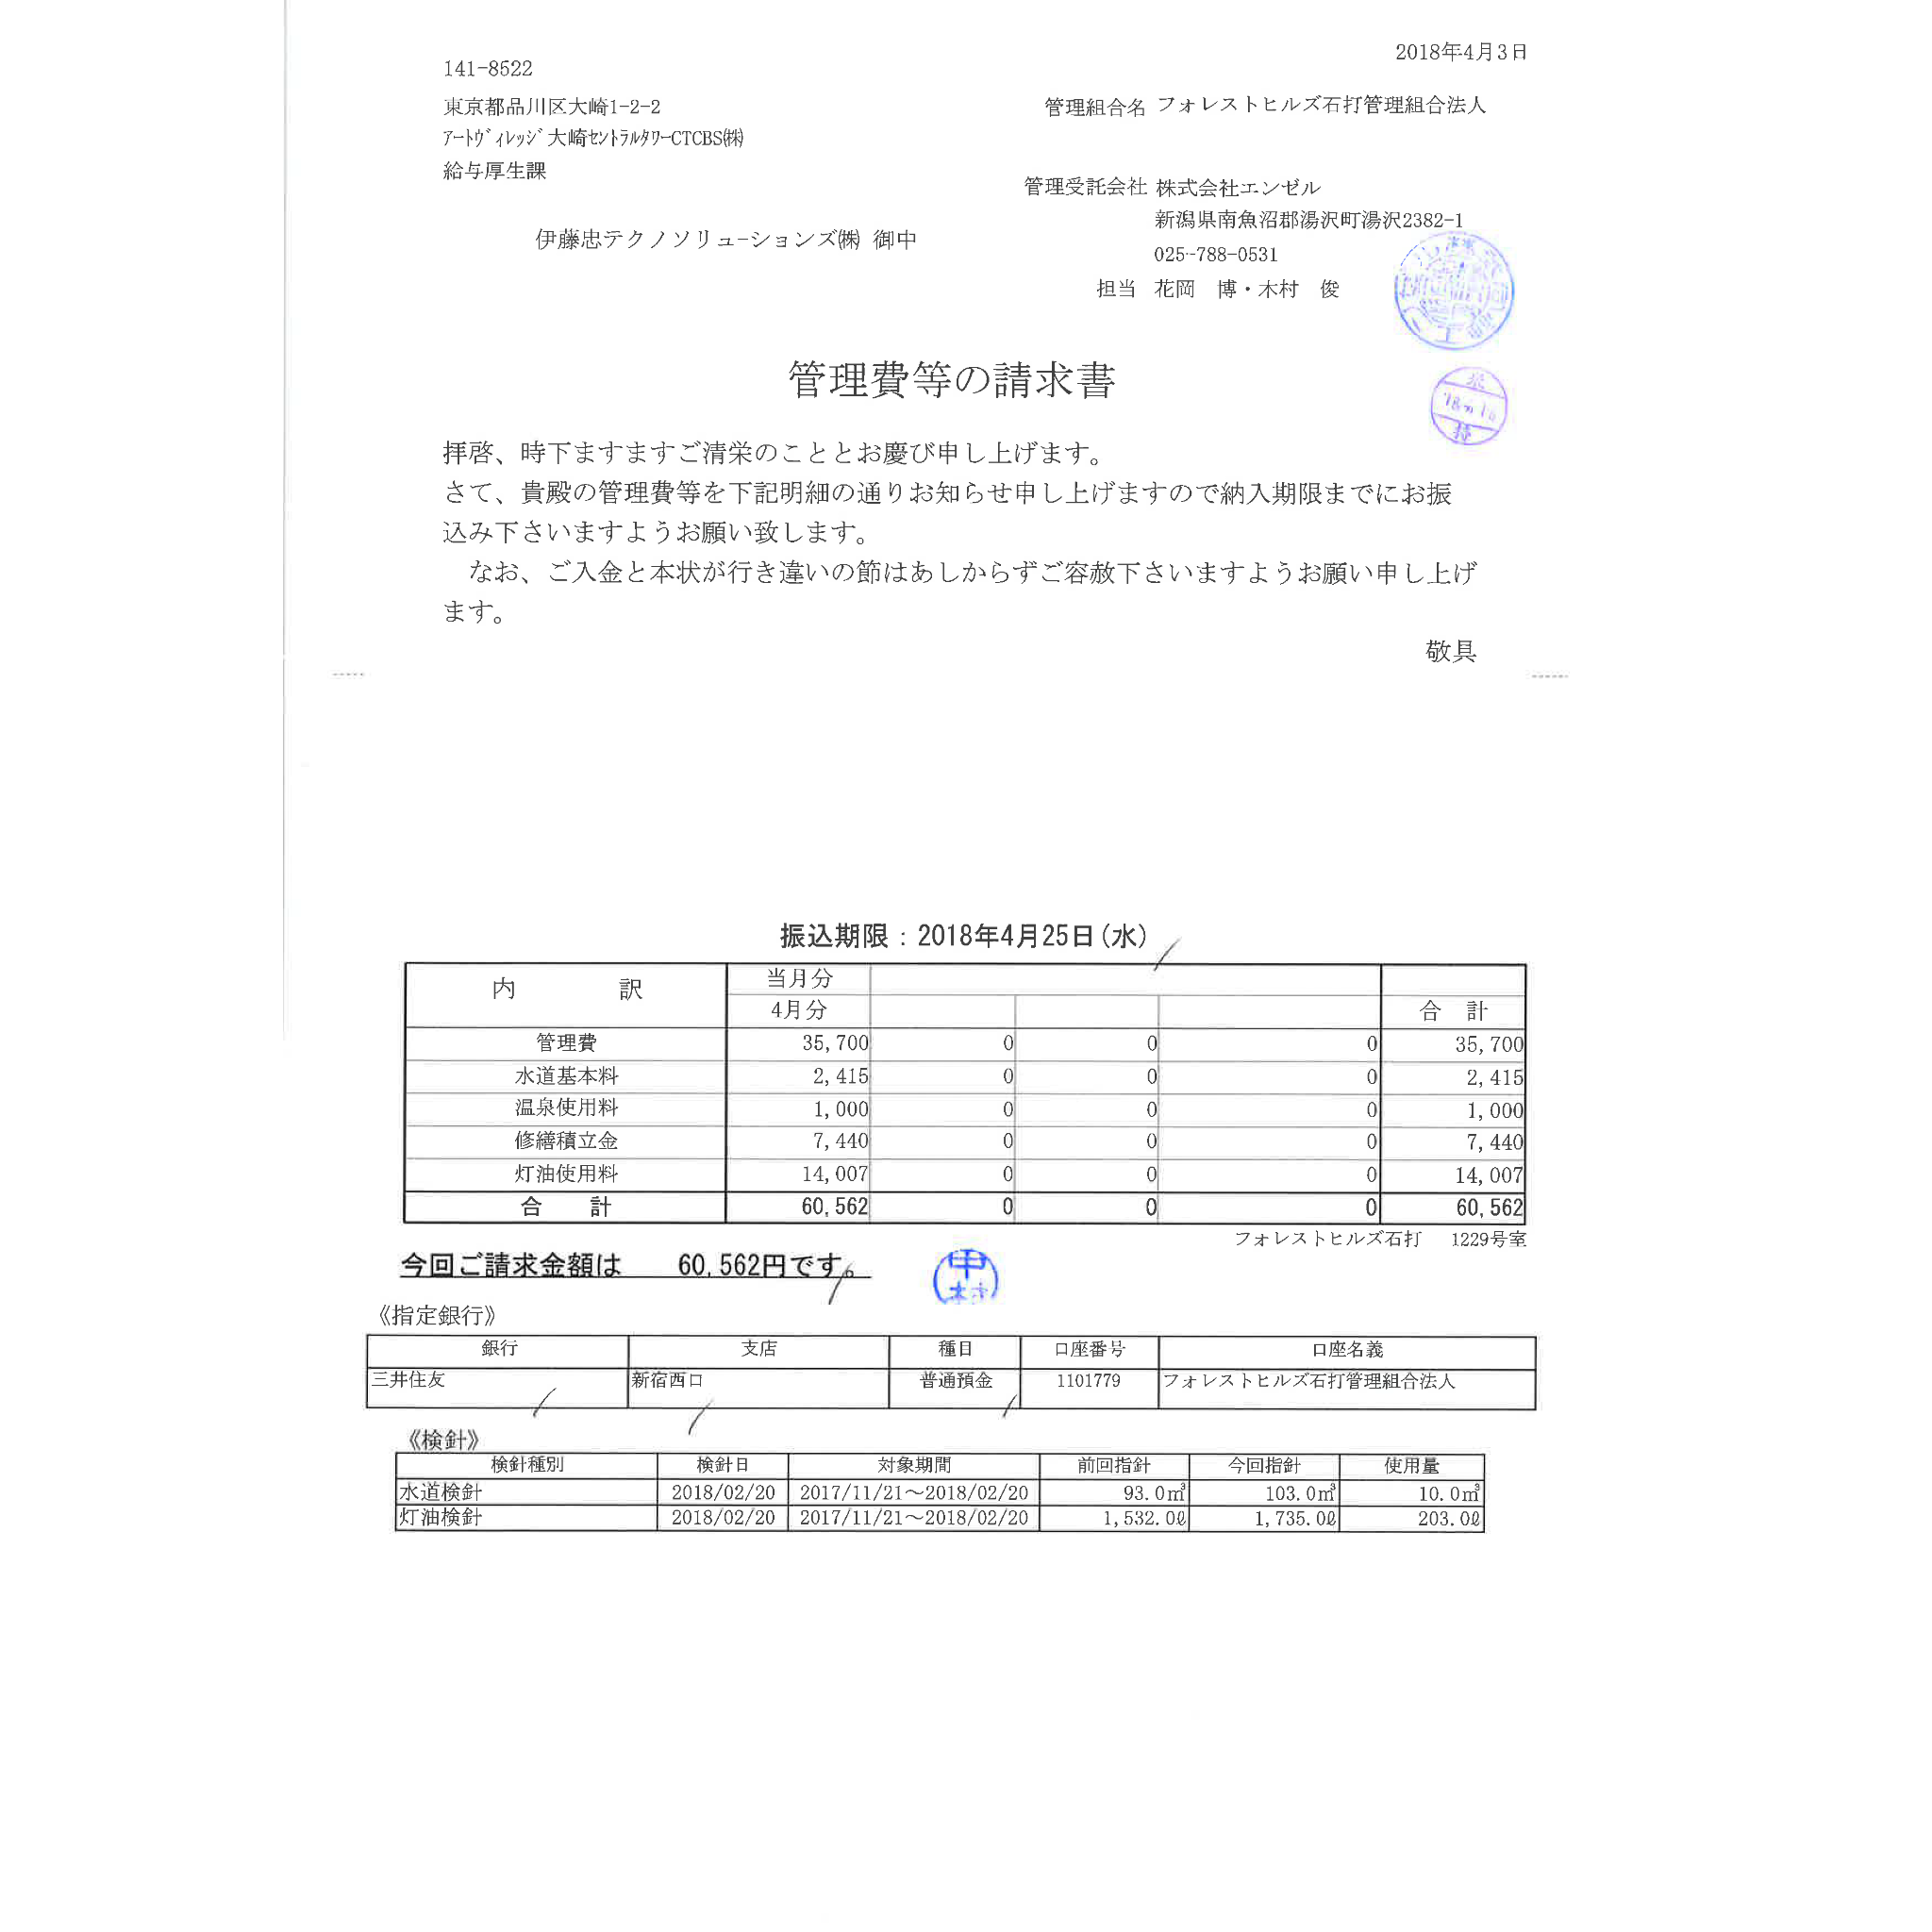 2018年4月3日
141-8522
東京都品川区大崎1-2-2
ｱｰﾄｳﾞｨﾚｯｼﾞ大崎ｾﾝﾄﾗﾙﾀﾜｰCTCBS㈱
給与厚生課
伊藤忠テクノソリューションズ㈱ 御中
管理組合名 フォレストヒルズ石打管理組合法人
管理受託会社 株式会社エンゼル
新潟県南魚沼郡湯沢町湯沢2382-1
025-788-0531
担当 花岡 博・木村 俊
管理費等の請求書
拝啓、時下ますますご清栄のこととお慶び申し上げます。
さて、貴殿の管理費等を下記明細の通りお知らせ申し上げますので納入期限までにお振
込み下さいますようお願い致します。
なお、ご入金と本状が行き違いの節はあしからずご容赦下さいますようお願い申し上げ
ます。
敬具
振込期限：2018年4月25日(水)
内 訳 当月分
4月分 合 計
管理費 35,700 0 0 0 35,700
水道基本料 2,415 0 0 0 2,415
温泉使用料 1,000 0 0 0 1,000
修繕積立金 7,440 0 0 0 7,440
灯油使用料 14,007 0 0 0 14,007
合 計 60,562 0 0 0 60,562
フォレストヒルズ石打 1229号室
今回ご請求金額は 60,562円です。
中村
《指定銀行》
銀行 支店 種目 口座番号 口座名義
三井住友 新宿西口 普通預金 1101779 フォレストヒルズ石打管理組合法人
《検針》
検針種別 検針日 対象期間 前回指針 今回指針 使用量
水道検針 2018/02/20 2017/11/21～2018/02/20 93.0㎥ 103.0㎥ 10.0㎥
灯油検針 2018/02/20 2017/11/21～2018/02/20 1,532.0ℓ 1,735.0ℓ 203.0ℓ